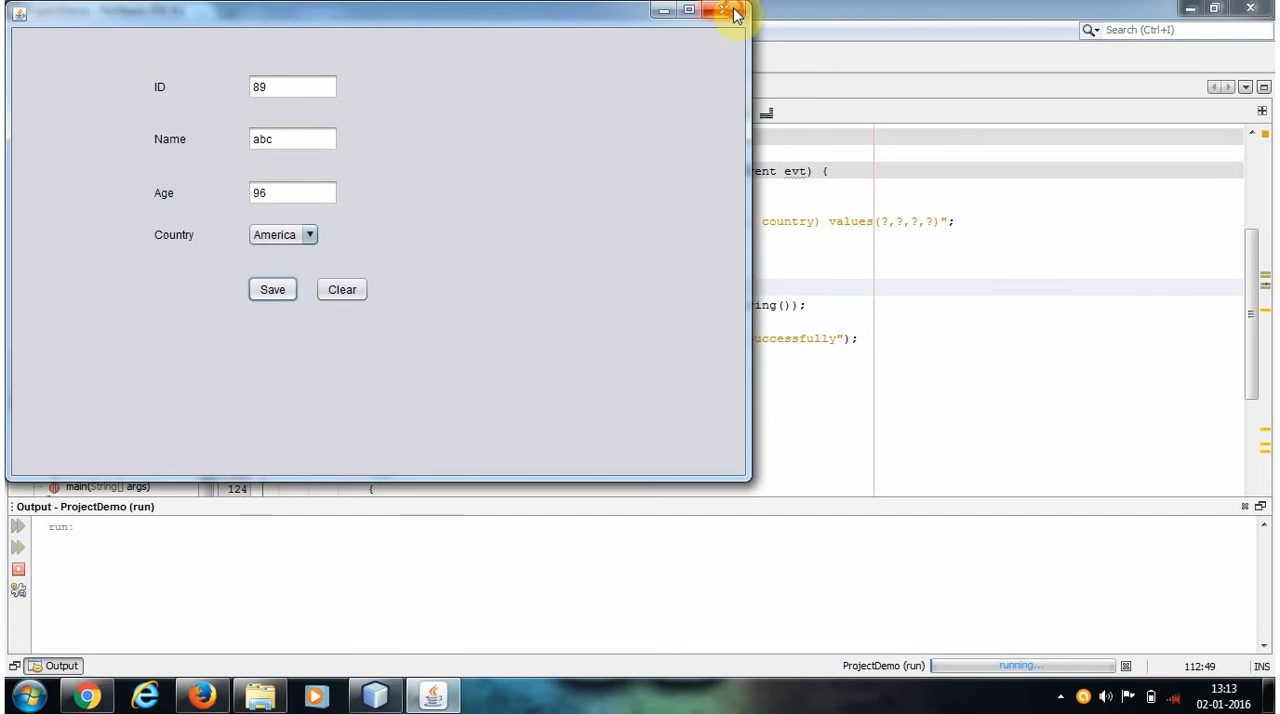 Search (Ctrl+I)
ID
89
Name
abc
Age
96
Country
America
Save
Clear
ent evt) {
country) values(?,?,?,?)";
ing());
uccessfully");
main(String[] args)
124
{
Output - ProjectDemo (run)
run:
Output
ProjectDemo (run)
running...
112:49
INS
13:13
02-01-2016